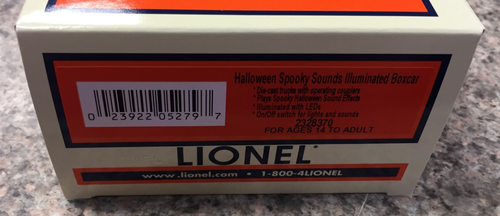 Halloween Spooky Sounds Illuminated Boxcar
* Die-cast trucks with operating couplers
* Plays Spooky Halloween Sound Effects
* Illuminated with LEDs
* On/Off switch for lights and sounds
2328370
FOR AGES 14 TO ADULT
0 23922 05279 7
LIONEL
www.lionel.com • 1-800-4LIONEL